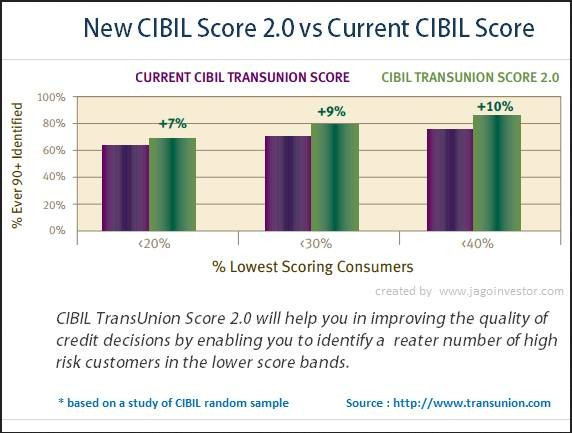 New CIBIL Score 2.0 vs Current CIBIL Score
CURRENT CIBIL TRANSUNION SCORE CIBIL TRANSUNION SCORE 2.0
% Ever 90+ Identified
100%
80%
60%
40%
20%
0%
+7%
+9%
+10%
<20% <30% <40%
% Lowest Scoring Consumers
created by www.jagoinvestor.com
CIBIL TransUnion Score 2.0 will help you in improving the quality of
credit decisions by enabling you to identify a reater number of high
risk customers in the lower score bands.
* based on a study of CIBIL random sample Source : http://www.transunion.com